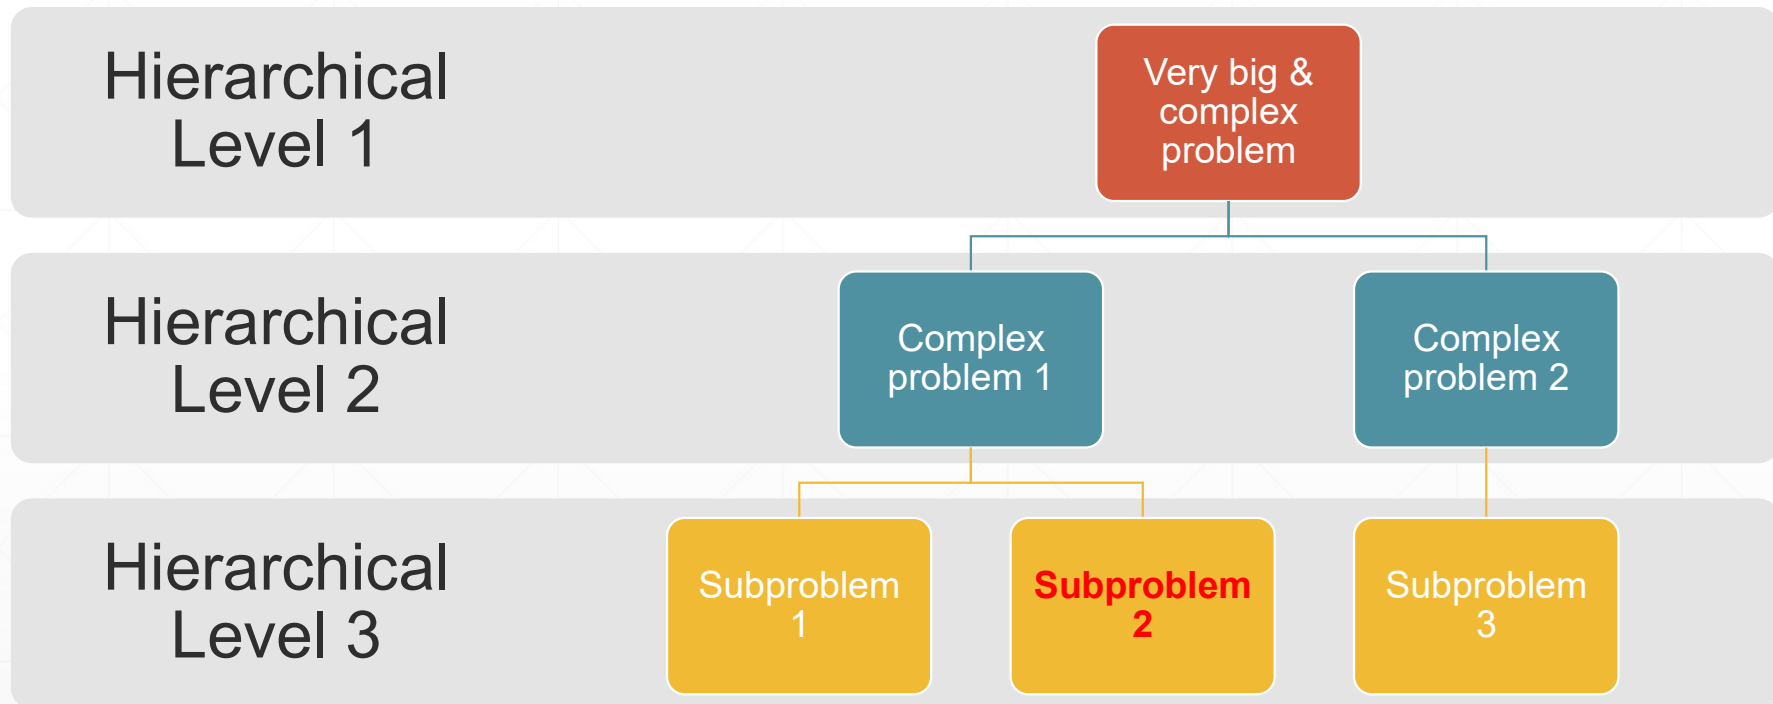 Hierarchical
Level 1
Very big &
complex
problem
Hierarchical
Level 2
Complex
problem 1
Complex
problem 2
Hierarchical
Level 3
Subproblem
1
Subproblem
2
Subproblem
3